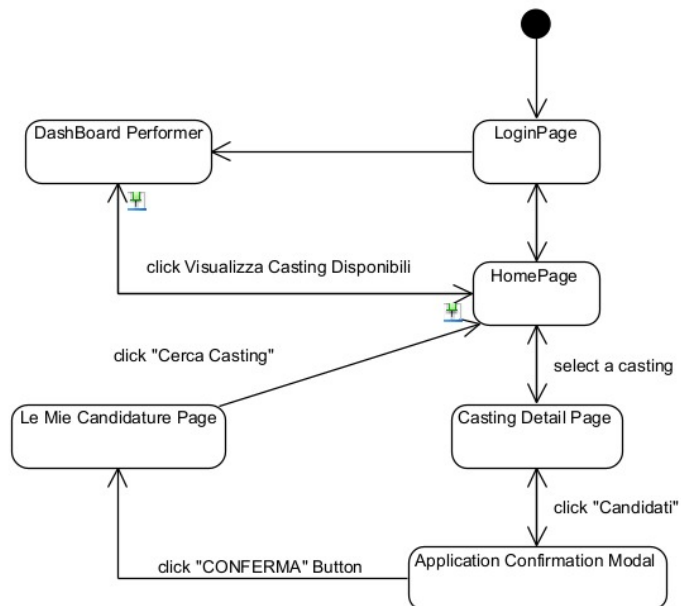 DashBoard Performer
LoginPage
click Visualizza Casting Disponibili
HomePage
click "Cerca Casting"
select a casting
Le Mie Candidature Page
Casting Detail Page
click "Candidati"
click "CONFERMA" Button
Application Confirmation Modal